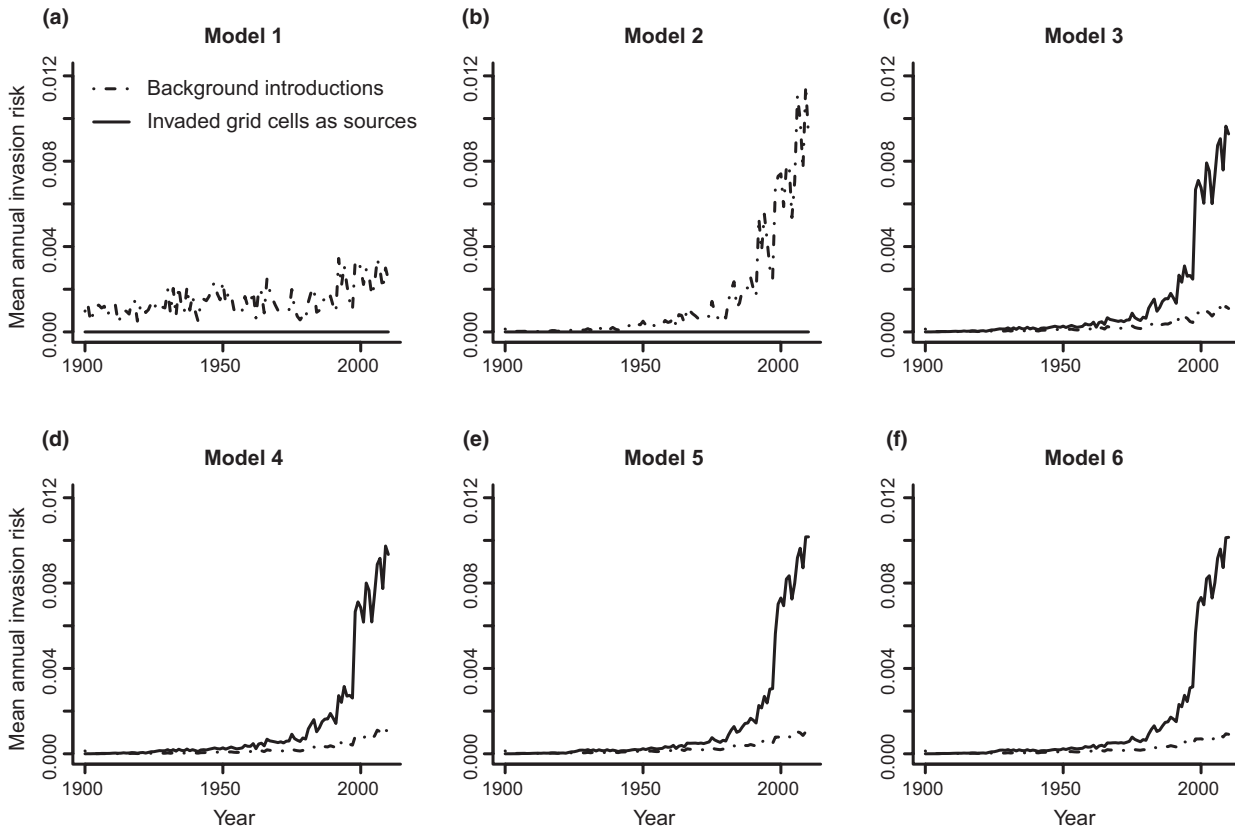 (a)
Model 1
Mean annual invasion risk
0.012
0.008
0.004
0.000
Background introductions
Invaded grid cells as sources
1900
1950
2000
(b)
Model 2
0.012
0.008
0.004
0.000
1900
1950
2000
(c)
Model 3
0.012
0.008
0.004
0.000
1900
1950
2000
(d)
Model 4
Mean annual invasion risk
0.012
0.008
0.004
0.000
1900
1950
2000
Year
(e)
Model 5
0.012
0.008
0.004
0.000
1900
1950
2000
Year
(f)
Model 6
0.012
0.008
0.004
0.000
1900
1950
2000
Year